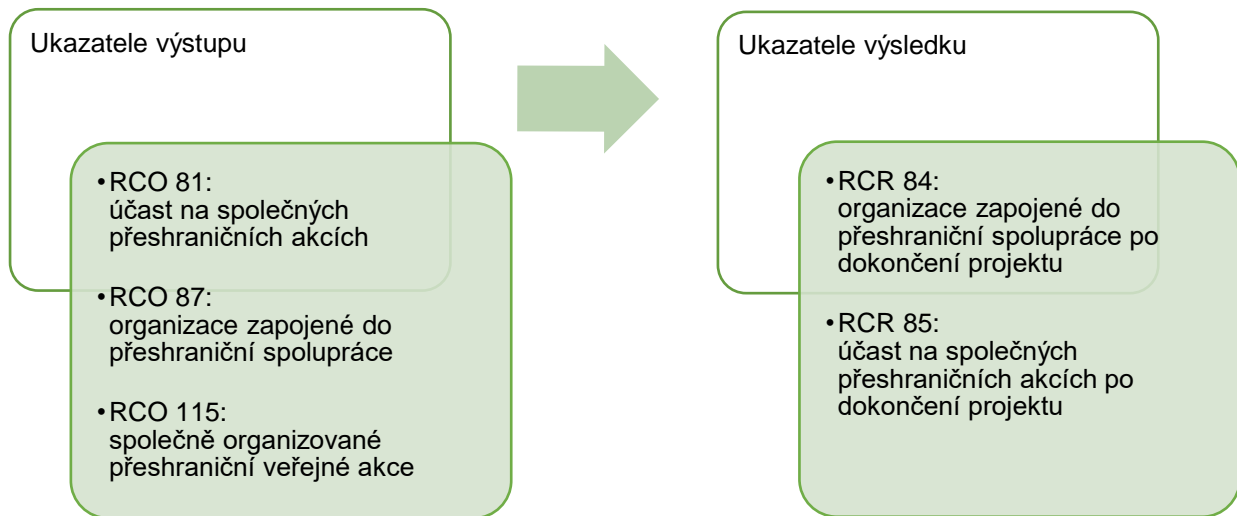 Ukazatele výstupu
•RCO 81:
účast na společných
přeshraničních akcích
•RCO 87:
organizace zapojené do
přeshraniční spolupráce
•RCO 115:
společně organizované
přeshraniční veřejné akce
Ukazatele výsledku
•RCR 84:
organizace zapojené do
přeshraniční spolupráce po
dokončení projektu
•RCR 85:
účast na společných
přeshraničních akcích po
dokončení projektu